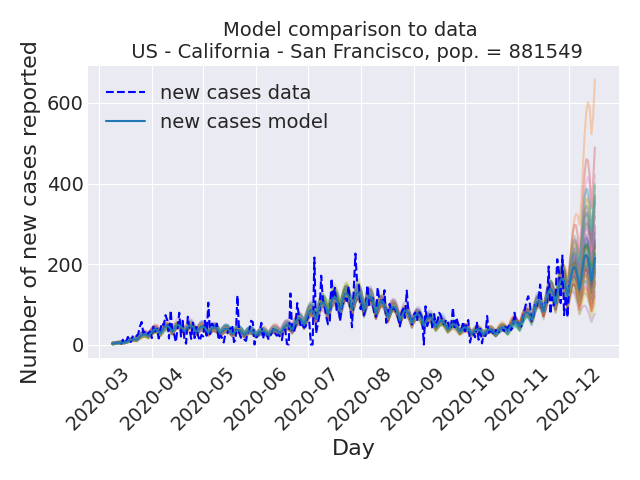 Model comparison to data
US - California - San Francisco, pop. = 881549
Number of new cases reported
600
400
200
0
new cases data
new cases model
2020-03
2020-04
2020-05
2020-06
2020-07
2020-08
2020-09
2020-10
2020-11
2020-12
Day